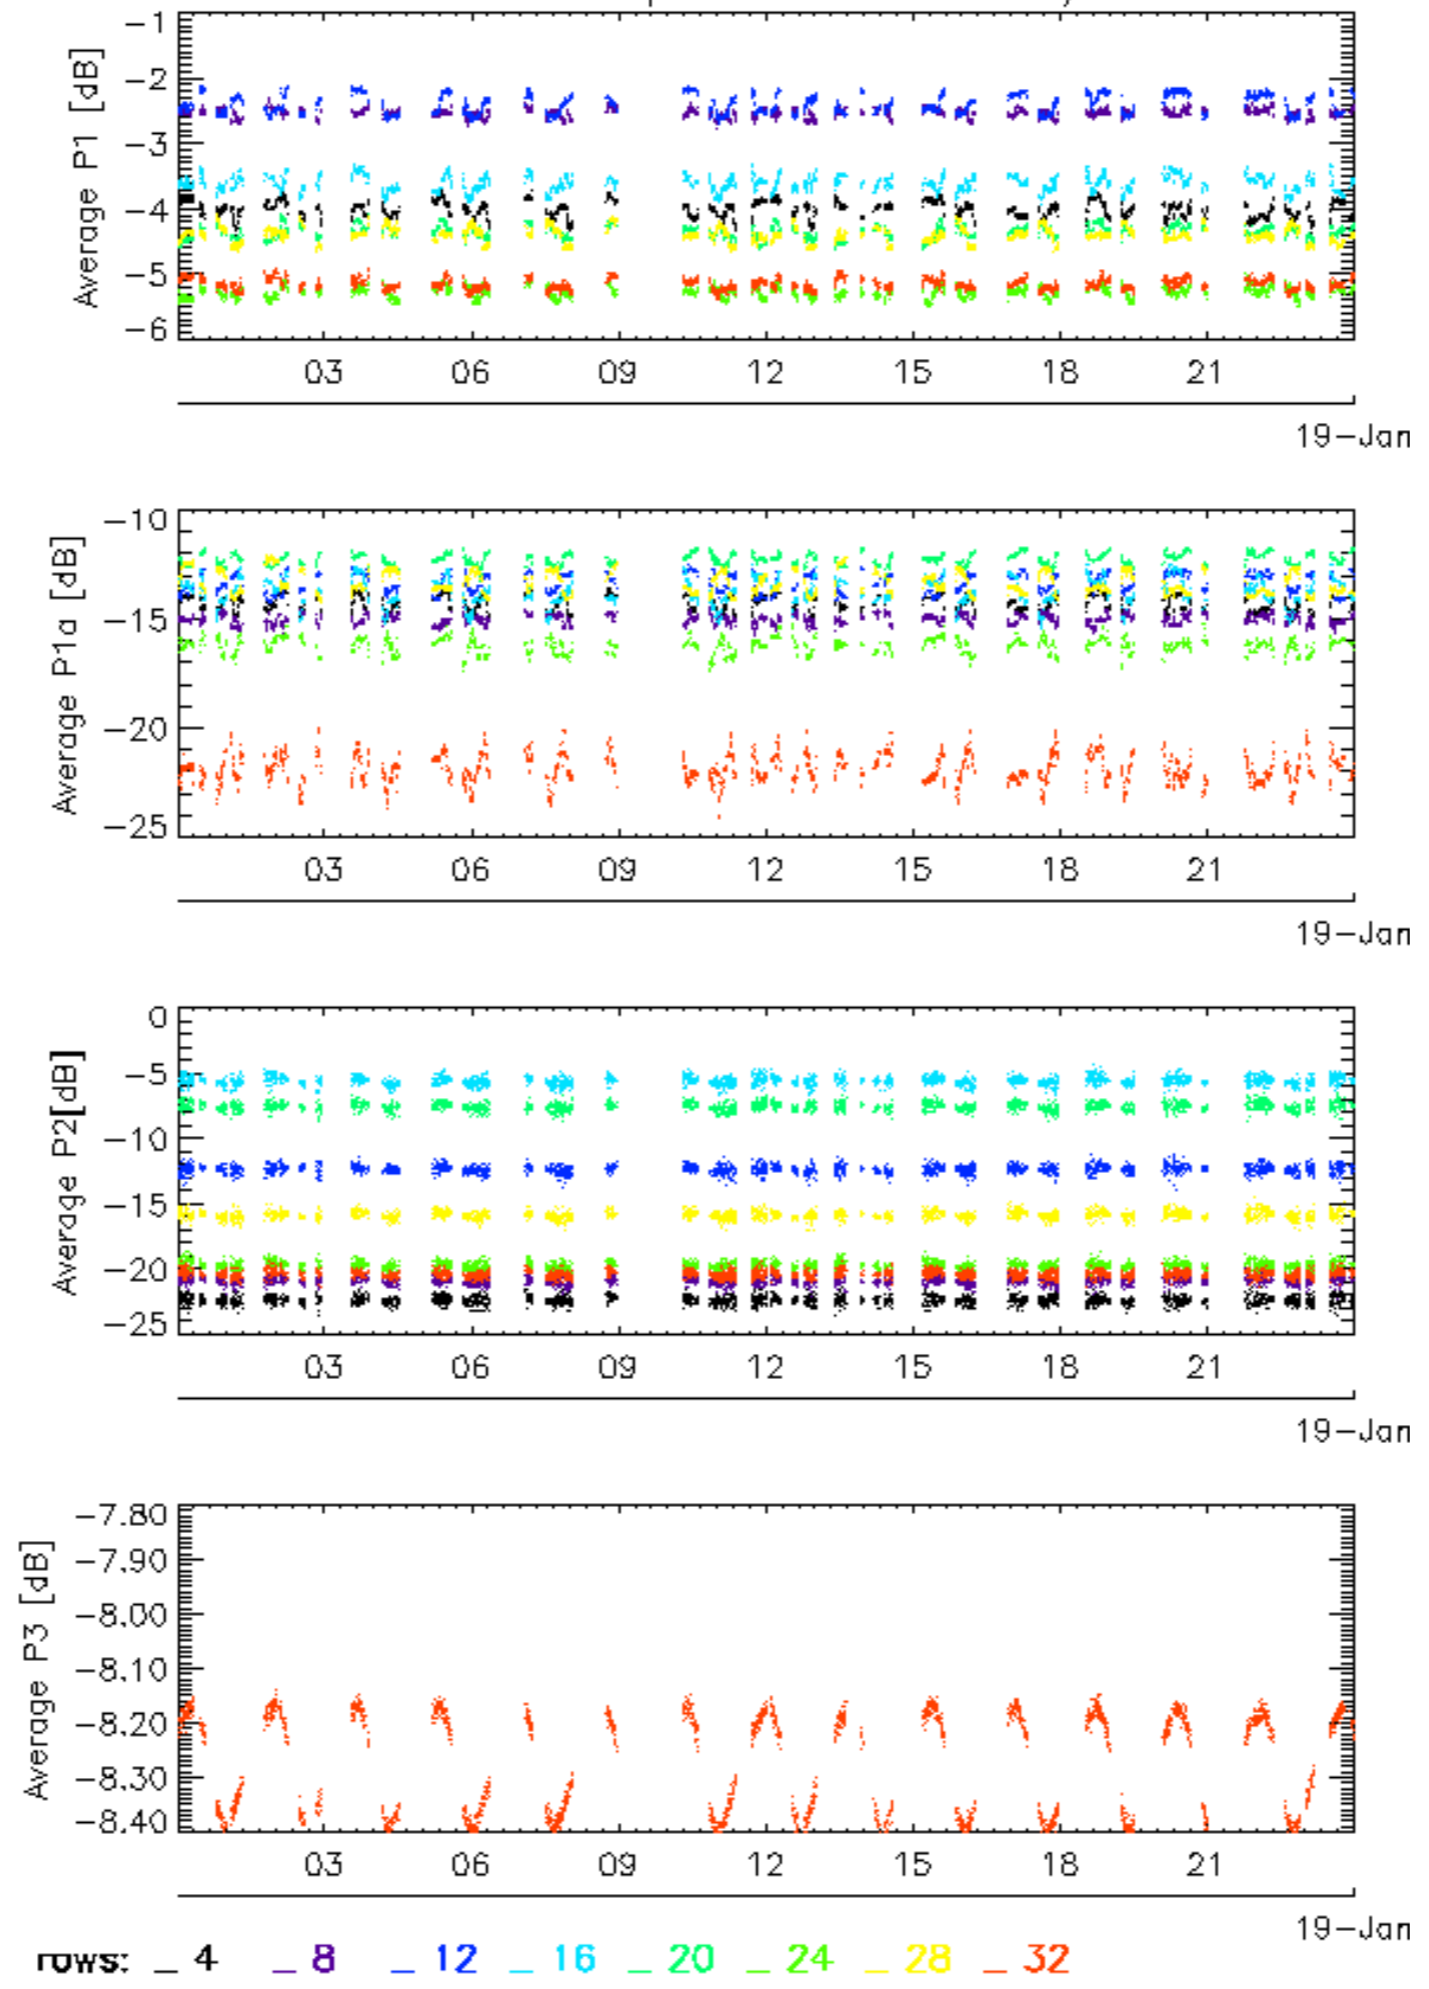 Average P1 [dB]
-1
-2
-3
-4
-5
-6
03 06 09 12 15 18 21
19-Jan
Average P1a [dB]
-10
-15
-20
-25
03 06 09 12 15 18 21
19-Jan
Average P2[dB]
0
-5
-10
-15
-20
-25
03 06 09 12 15 18 21
19-Jan
Average P3 [dB]
-7.80
-7.90
-8.00
-8.10
-8.20
-8.30
-8.40
03 06 09 12 15 18 21
19-Jan
rows: _ 4 _ 8 _ 12 _ 16 _ 20 _ 24 _ 28 _ 32